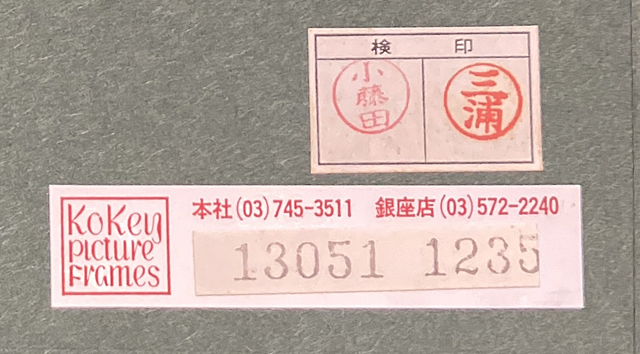 検 印
小藤田 三浦
KoKey picture Frames
本社(03)745-3511 銀座店(03)572-2240
13051 1235